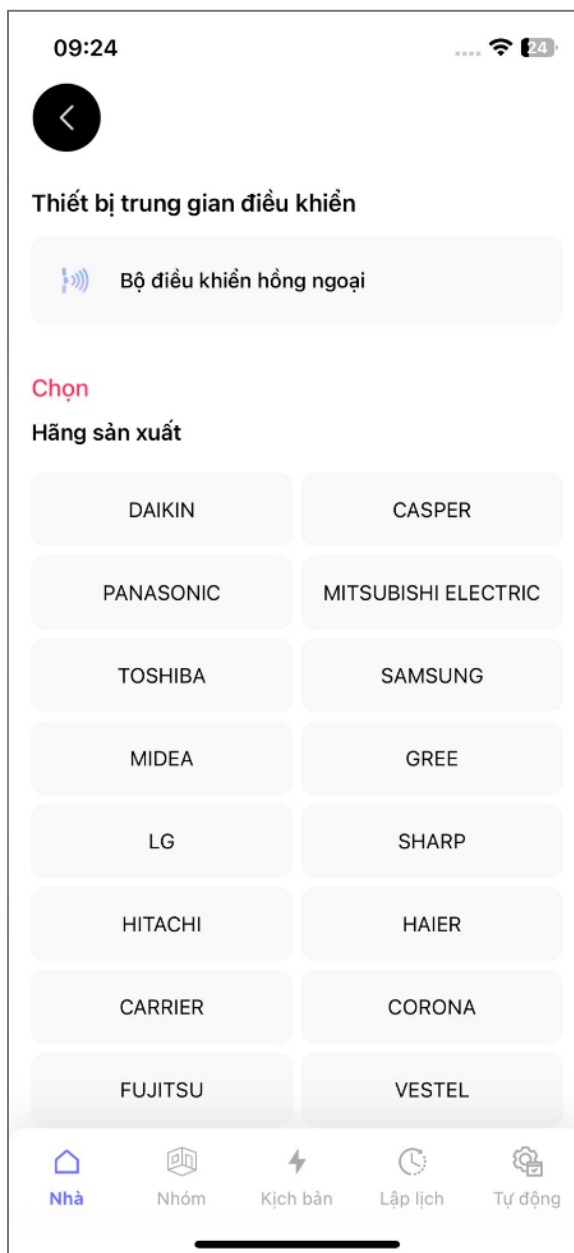 09:24
24
Thiết bị trung gian điều khiển
Bộ điều khiển hồng ngoại
Chọn
Hãng sản xuất
DAIKIN CASPER
PANASONIC MITSUBISHI ELECTRIC
TOSHIBA SAMSUNG
MIDEA GREE
LG SHARP
HITACHI HAIER
CARRIER CORONA
FUJITSU VESTEL
Nhà Nhóm Kịch bản Lập lịch Tự động